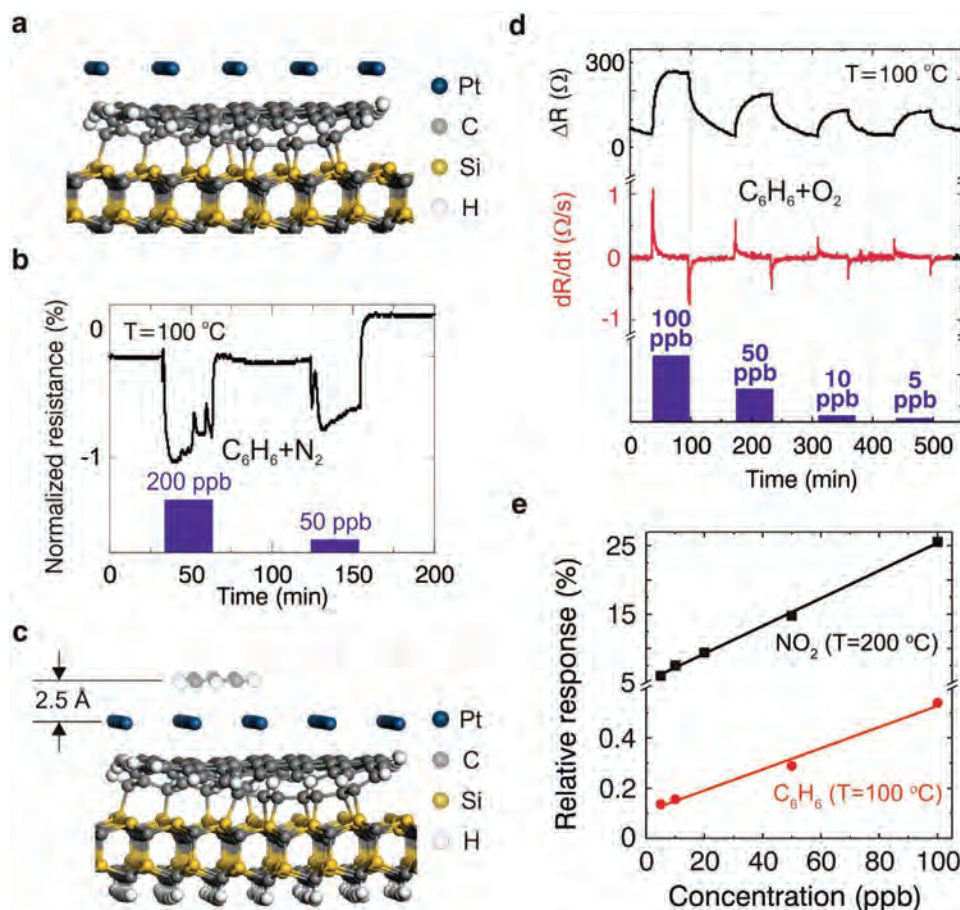 a
Pt
C
Si
H
b
Normalized resistance (%)
0
-1
T=100 °C
C₆H₆+N₂
200 ppb
50 ppb
0 50 100 150 200
Time (min)
c
2.5 Å
Pt
C
Si
H
d
ΔR (Ω)
300
0
T=100 °C
C₆H₆+O₂
dR/dt (Ω/s)
1
0
-1
100
ppb
50
ppb
10
ppb
5
ppb
0 100 200 300 400 500
Time (min)
e
Relative response (%)
25
15
5
0.4
0.2
0
NO₂ (T=200 °C)
C₆H₆ (T=100 °C)
20 40 60 80 100
Concentration (ppb)